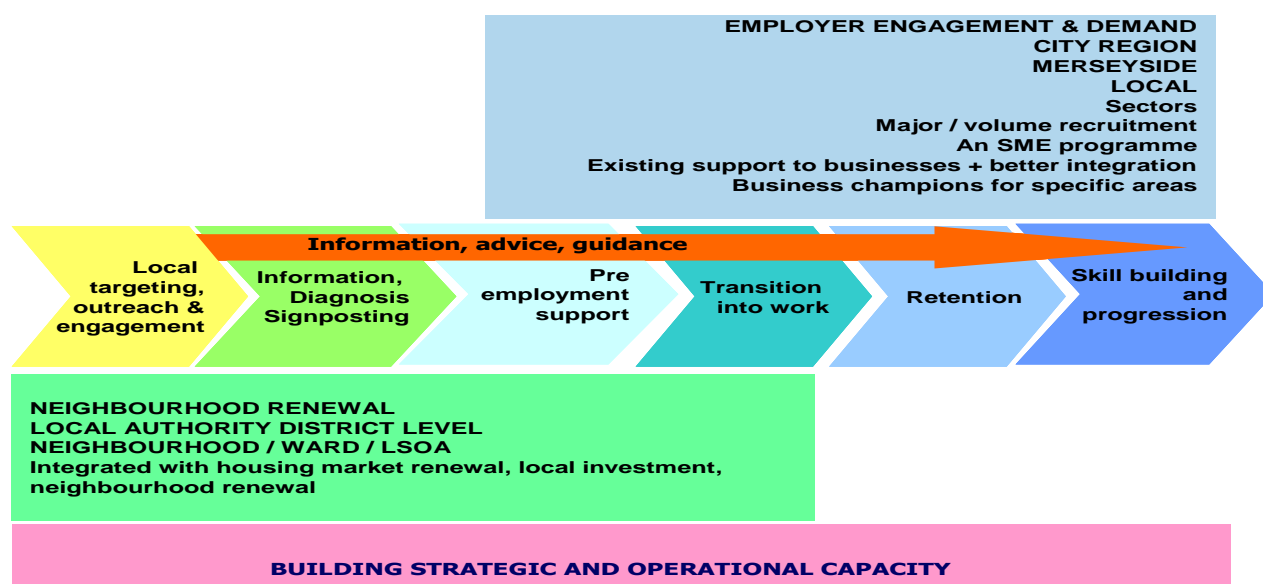 EMPLOYER ENGAGEMENT & DEMAND
CITY REGION
MERSEYSIDE
LOCAL
Sectors
Major / volume recruitment
An SME programme
Existing support to businesses + better integration
Business champions for specific areas
Information, advice, guidance
Local
targeting,
outreach &
engagement
Information,
Diagnosis
Signposting
Pre
employment
support
Transition
into work
Retention
Skill building
and
progression
NEIGHBOURHOOD RENEWAL
LOCAL AUTHORITY DISTRICT LEVEL
NEIGHBOURHOOD / WARD / LSOA
Integrated with housing market renewal, local investment,
neighbourhood renewal
BUILDING STRATEGIC AND OPERATIONAL CAPACITY